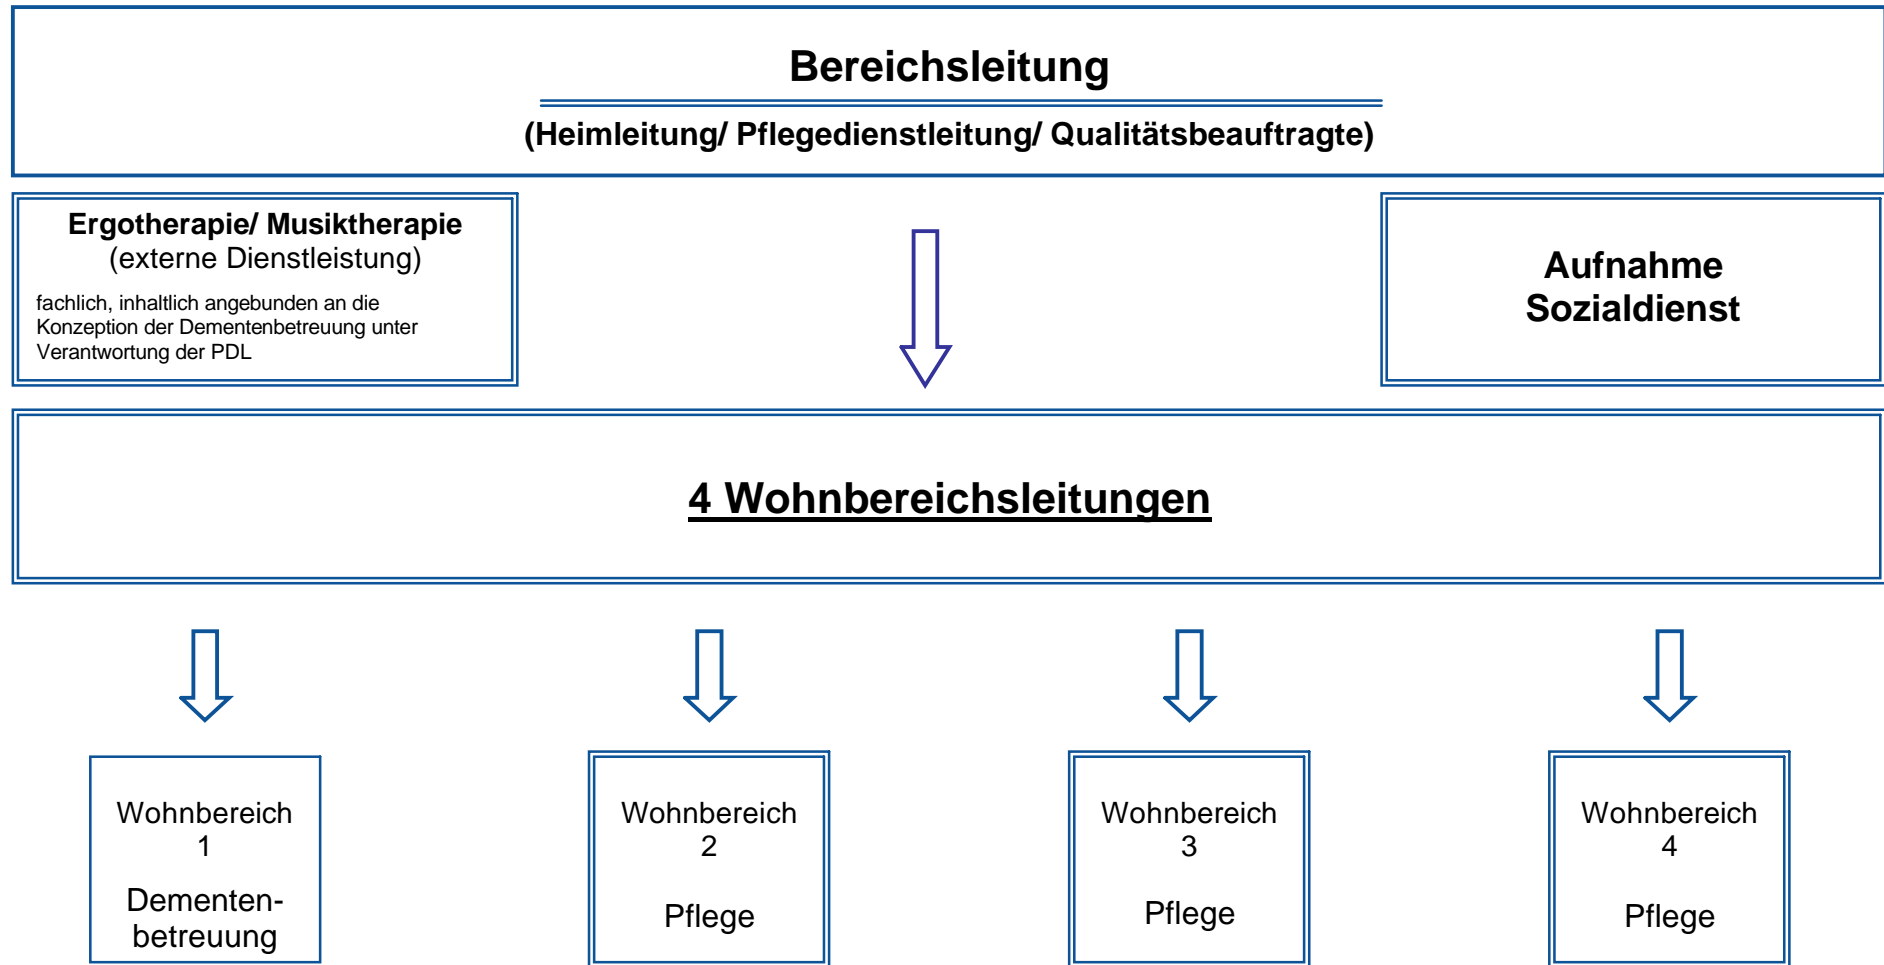 Bereichsleitung
(Heimleitung/ Pflegedienstleitung/ Qualitätsbeauftragte)
Ergotherapie/ Musiktherapie
(externe Dienstleistung)
fachlich, inhaltlich angebunden an die
Konzeption der Dementenbetreuung unter
Verantwortung der PDL
Aufnahme
Sozialdienst
4 Wohnbereichsleitungen
Wohnbereich
1
Dementen-
betreuung
Wohnbereich
2
Pflege
Wohnbereich
3
Pflege
Wohnbereich
4
Pflege